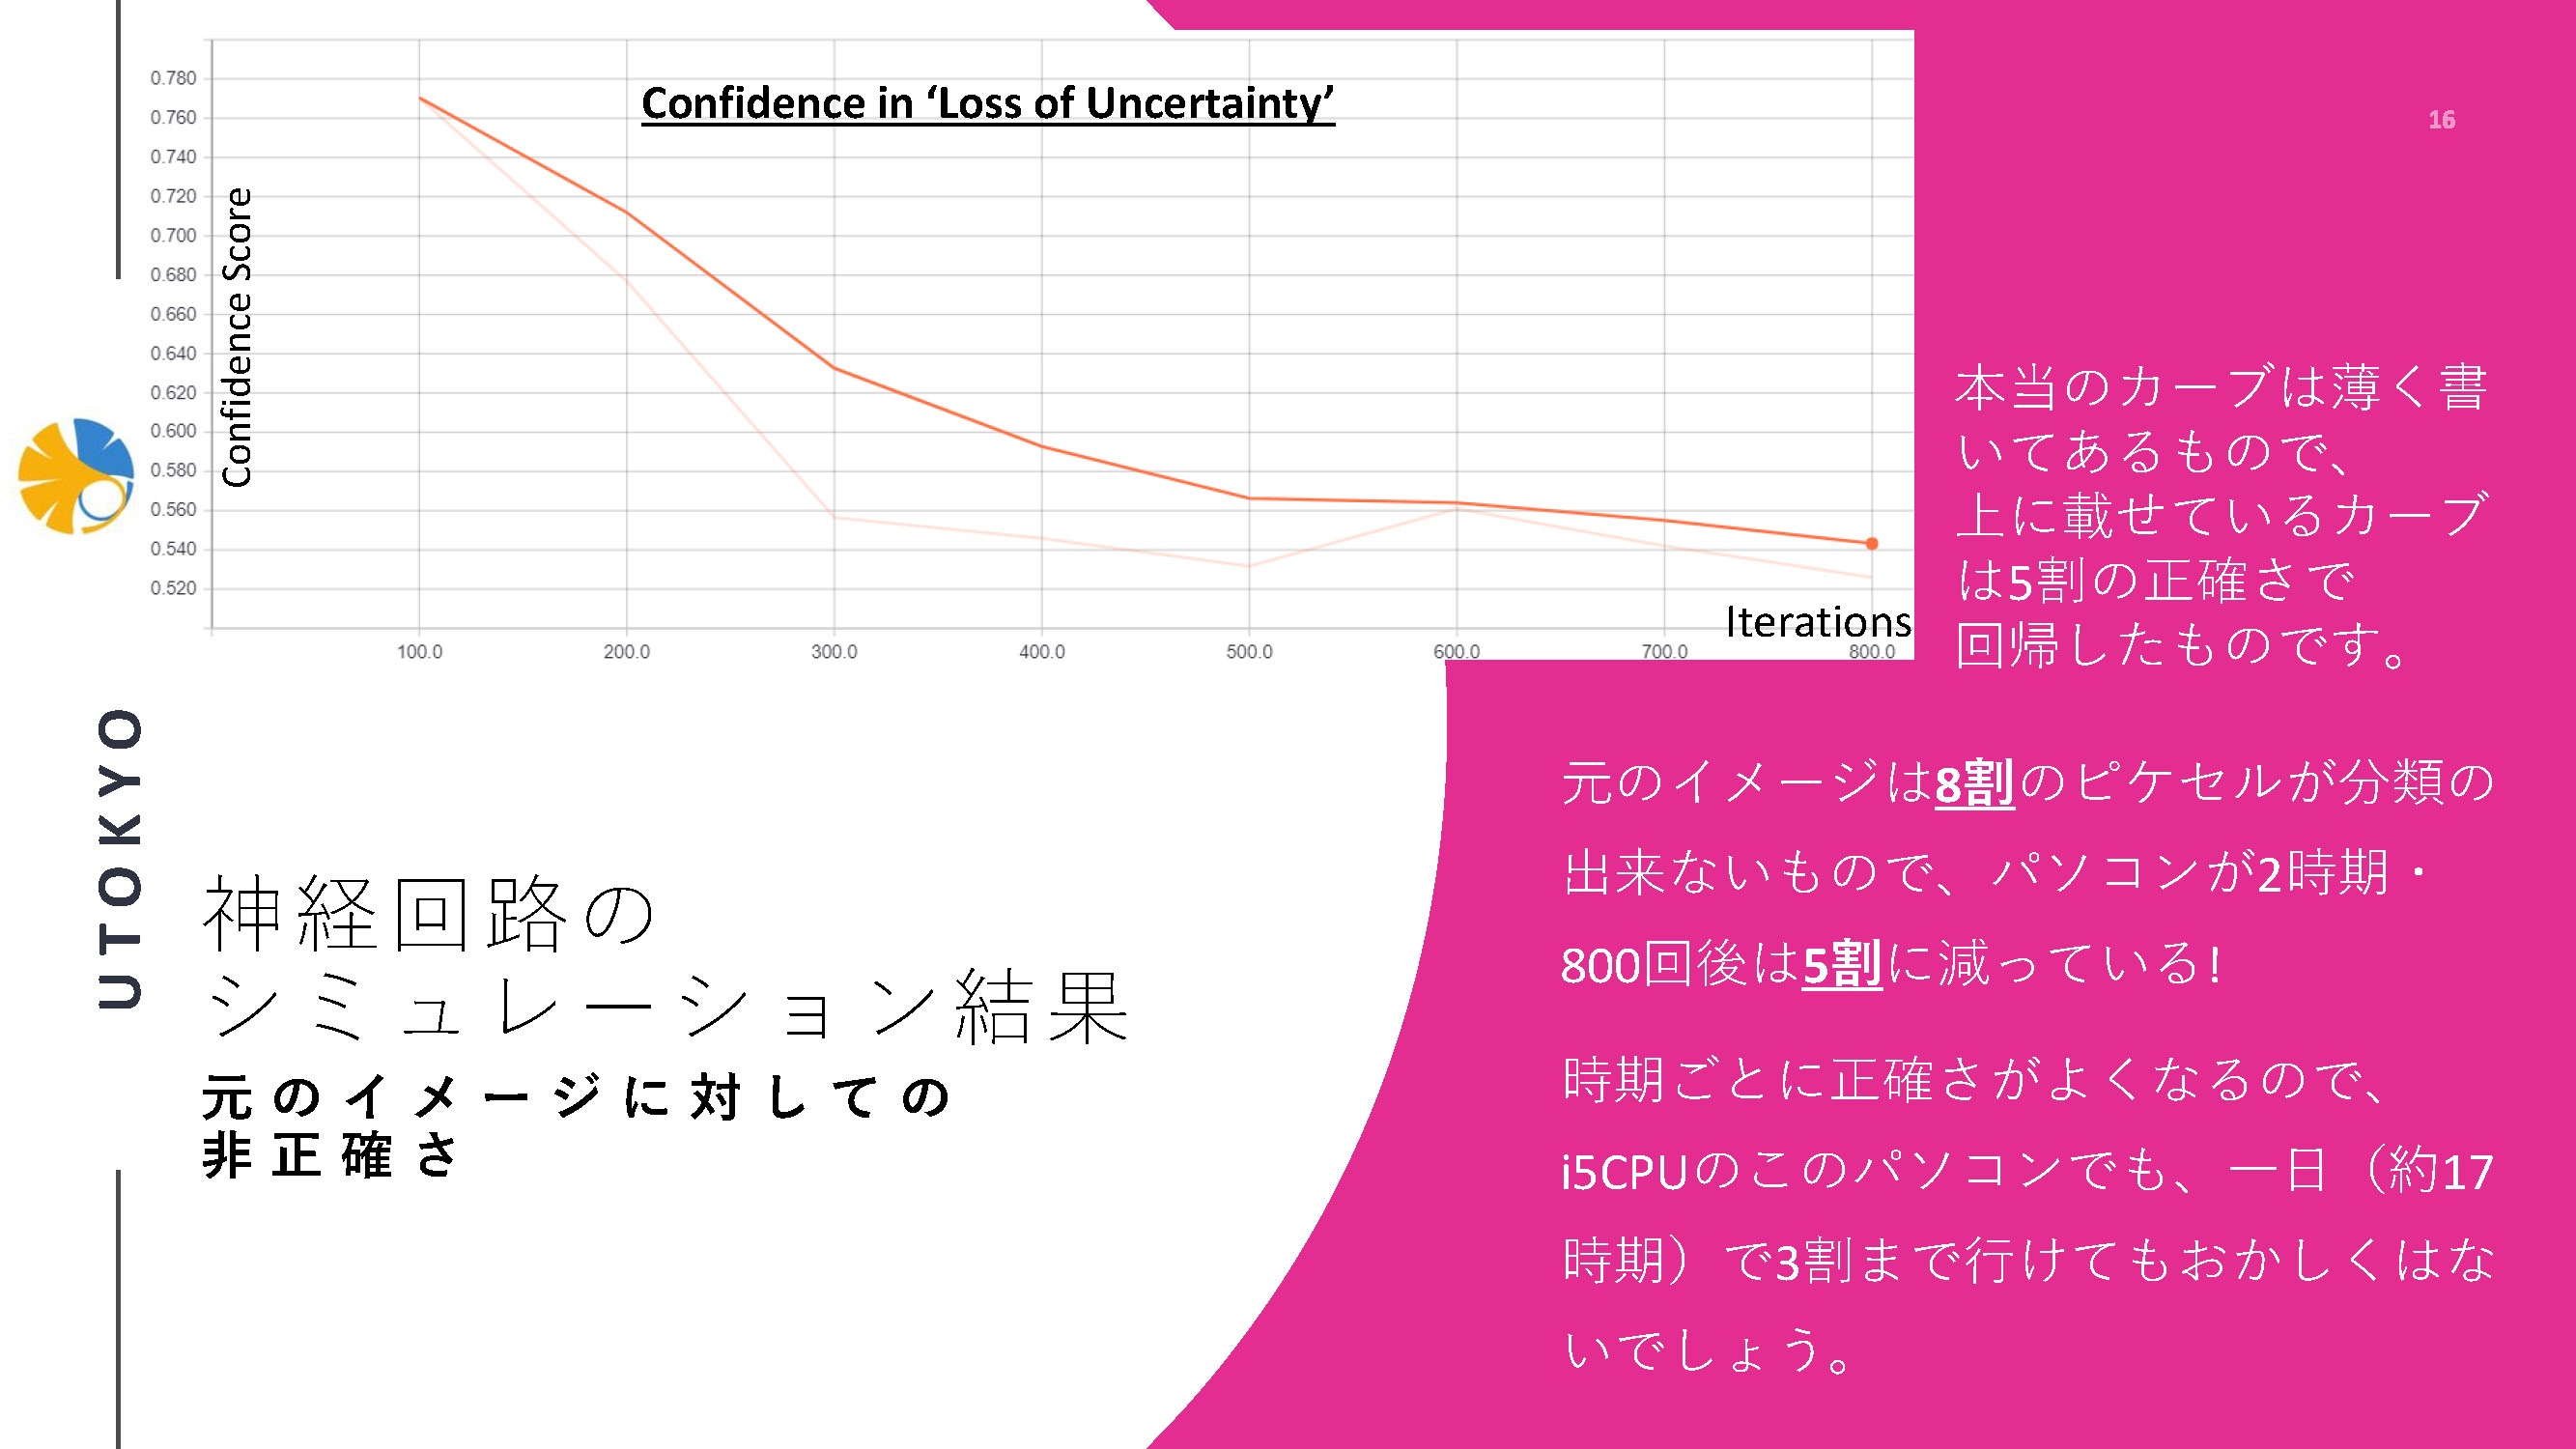 Confidence in ‘Loss of Uncertainty’
16
0.780
0.760
0.740
0.720
0.700
0.680
0.660
0.640
0.620
0.600
0.580
0.560
0.540
0.520
Confidence Score
Iterations
100.0 200.0 300.0 400.0 500.0 600.0 700.0 800.0
本当のカーブは薄く書
いてあるもので、
上に載せているカーブ
は5割の正確さで
回帰したものです。
UTOKYO
神経回路の
シミュレーション結果
元のイメージに対しての
非正確さ
元のイメージは8割のピケセルが分類の
出来ないもので、パソコンが2時期・
800回後は5割に減っている!
時期ごとに正確さがよくなるので、
i5CPUのこのパソコンでも、一日（約17
時期）で3割まで行けてもおかしくはな
いでしょう。